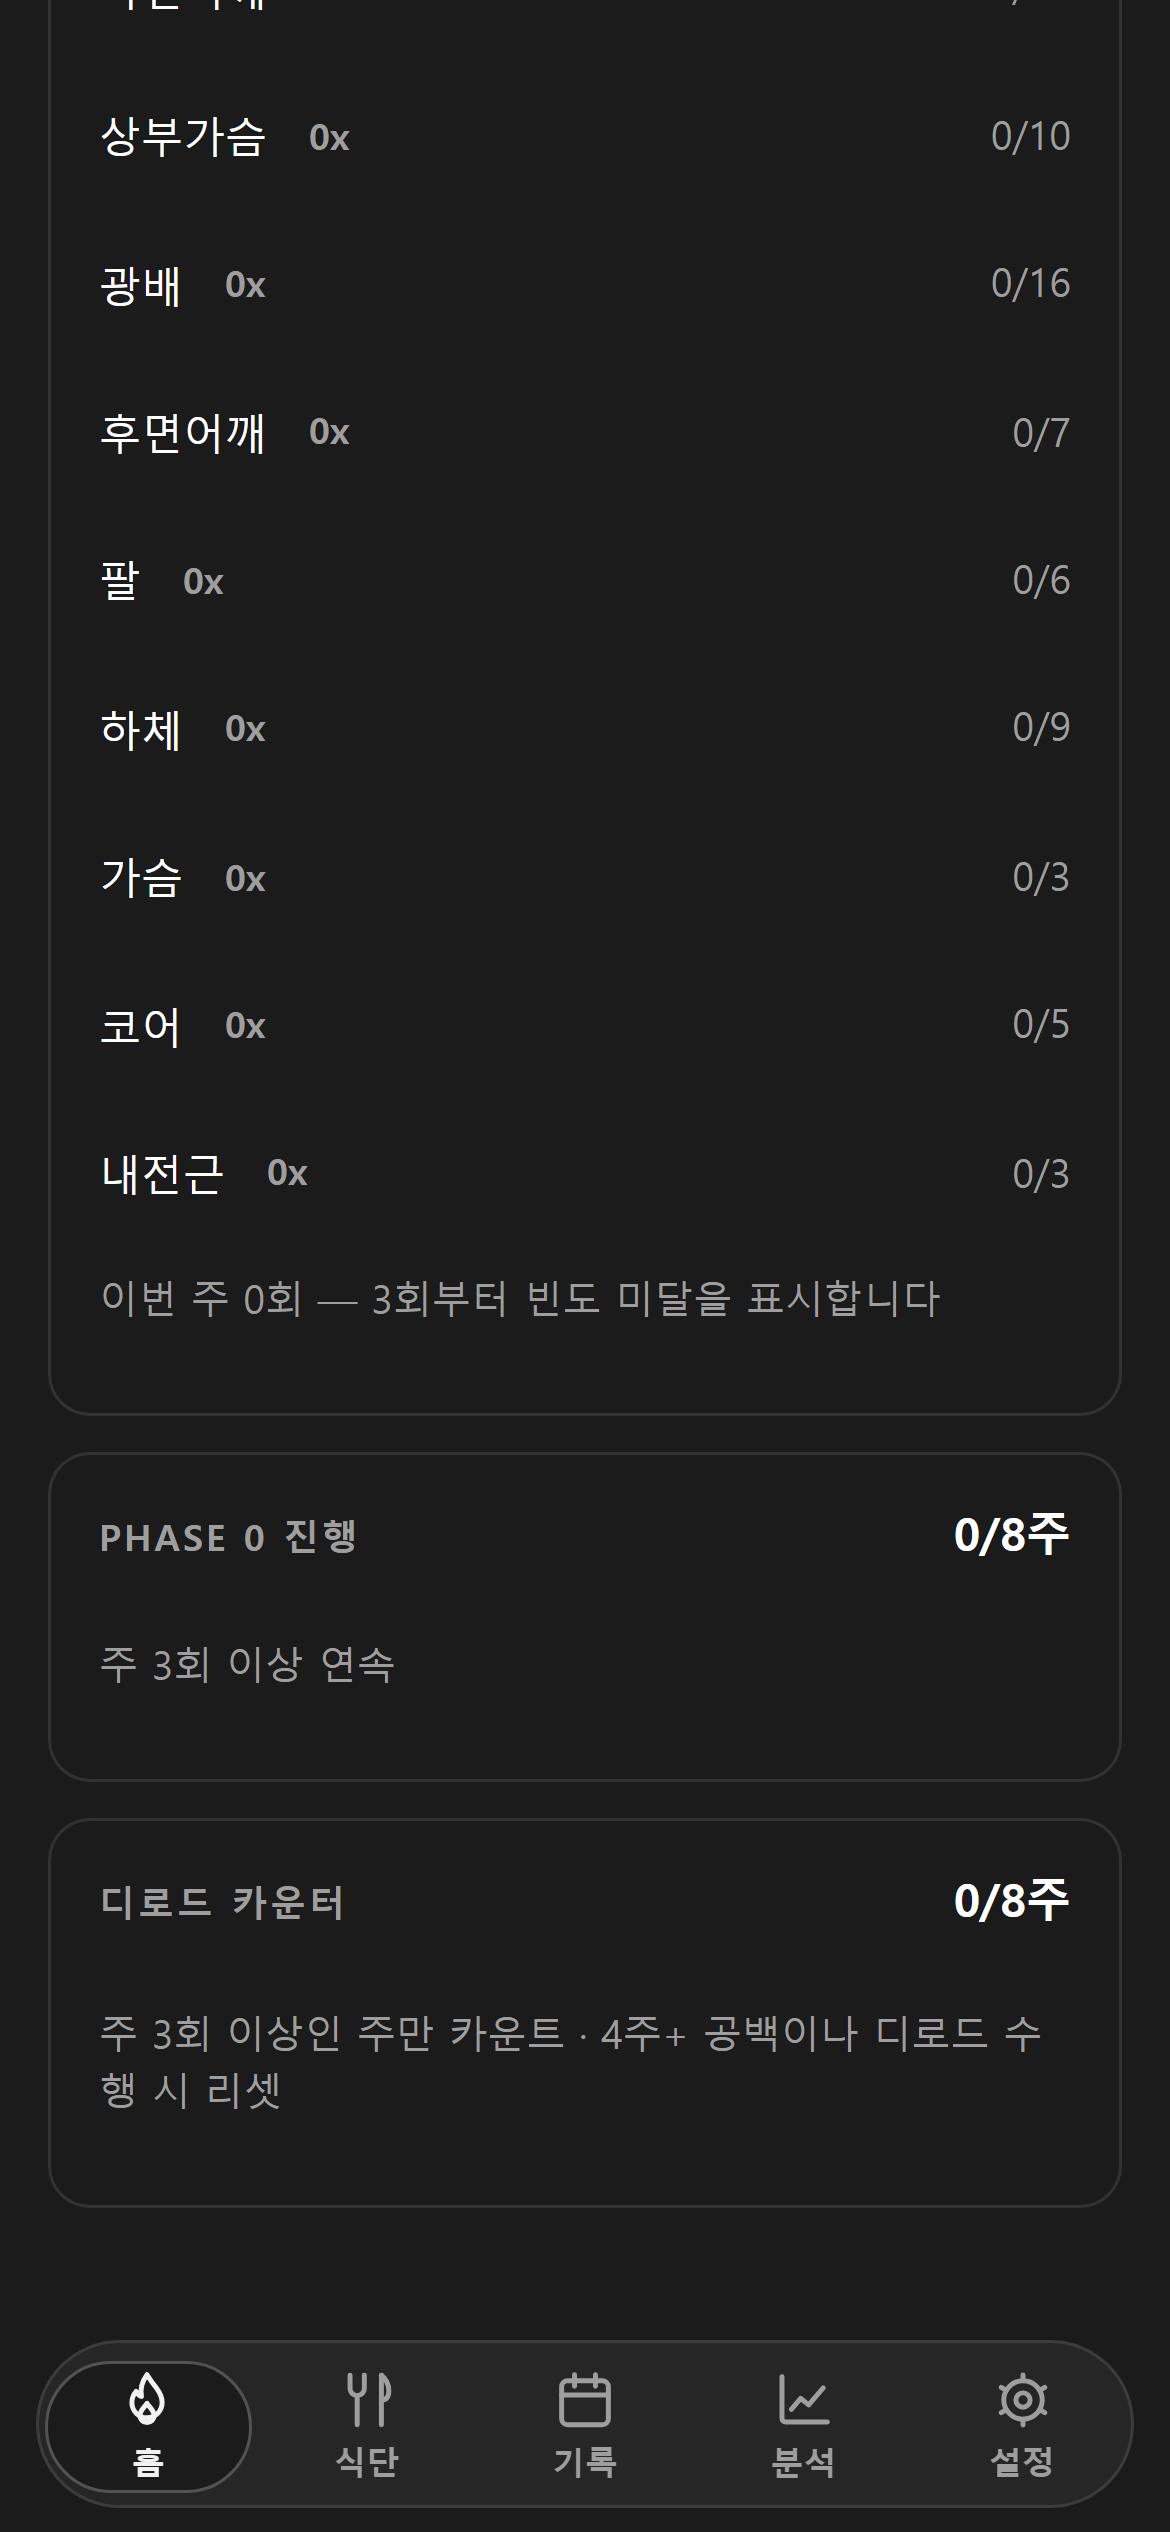 상부가슴 0x 0/10
광배 0x 0/16
후면어깨 0x 0/7
팔 0x 0/6
하체 0x 0/9
가슴 0x 0/3
코어 0x 0/5
내전근 0x 0/3
이번 주 0회 — 3회부터 빈도 미달을 표시합니다
PHASE 0 진행 0/8주
주 3회 이상 연속
디로드 카운터 0/8주
주 3회 이상인 주만 카운트 · 4주+ 공백이나 디로드 수
행 시 리셋
홈 식단 기록 분석 설정